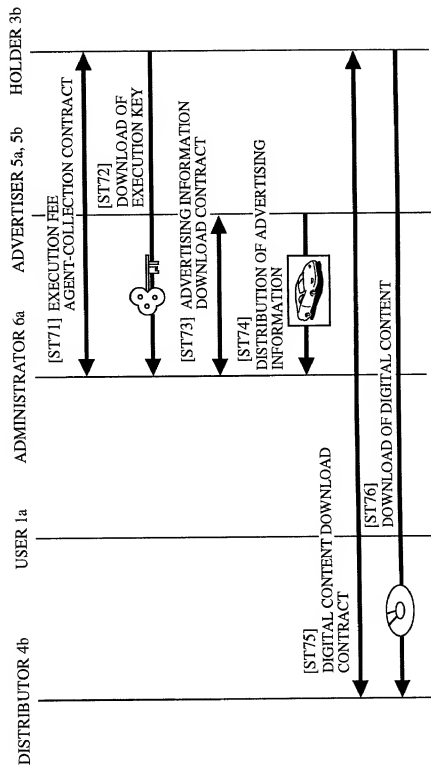 DISTRIBUTOR 4b
USER 1a
ADMINISTRATOR 6a
ADVERTISER 5a, 5b
HOLDER 3b
[ST71] EXECUTION FEE
AGENT-COLLECTION CONTRACT
[ST72]
DOWNLOAD OF
EXECUTION KEY
[ST73] ADVERTISING INFORMATION
DOWNLOAD CONTRACT
[ST74]
DISTRIBUTION OF ADVERTISING
INFORMATION
[ST75]
DIGITAL CONTENT DOWNLOAD
CONTRACT
[ST76]
DOWNLOAD OF DIGITAL CONTENT